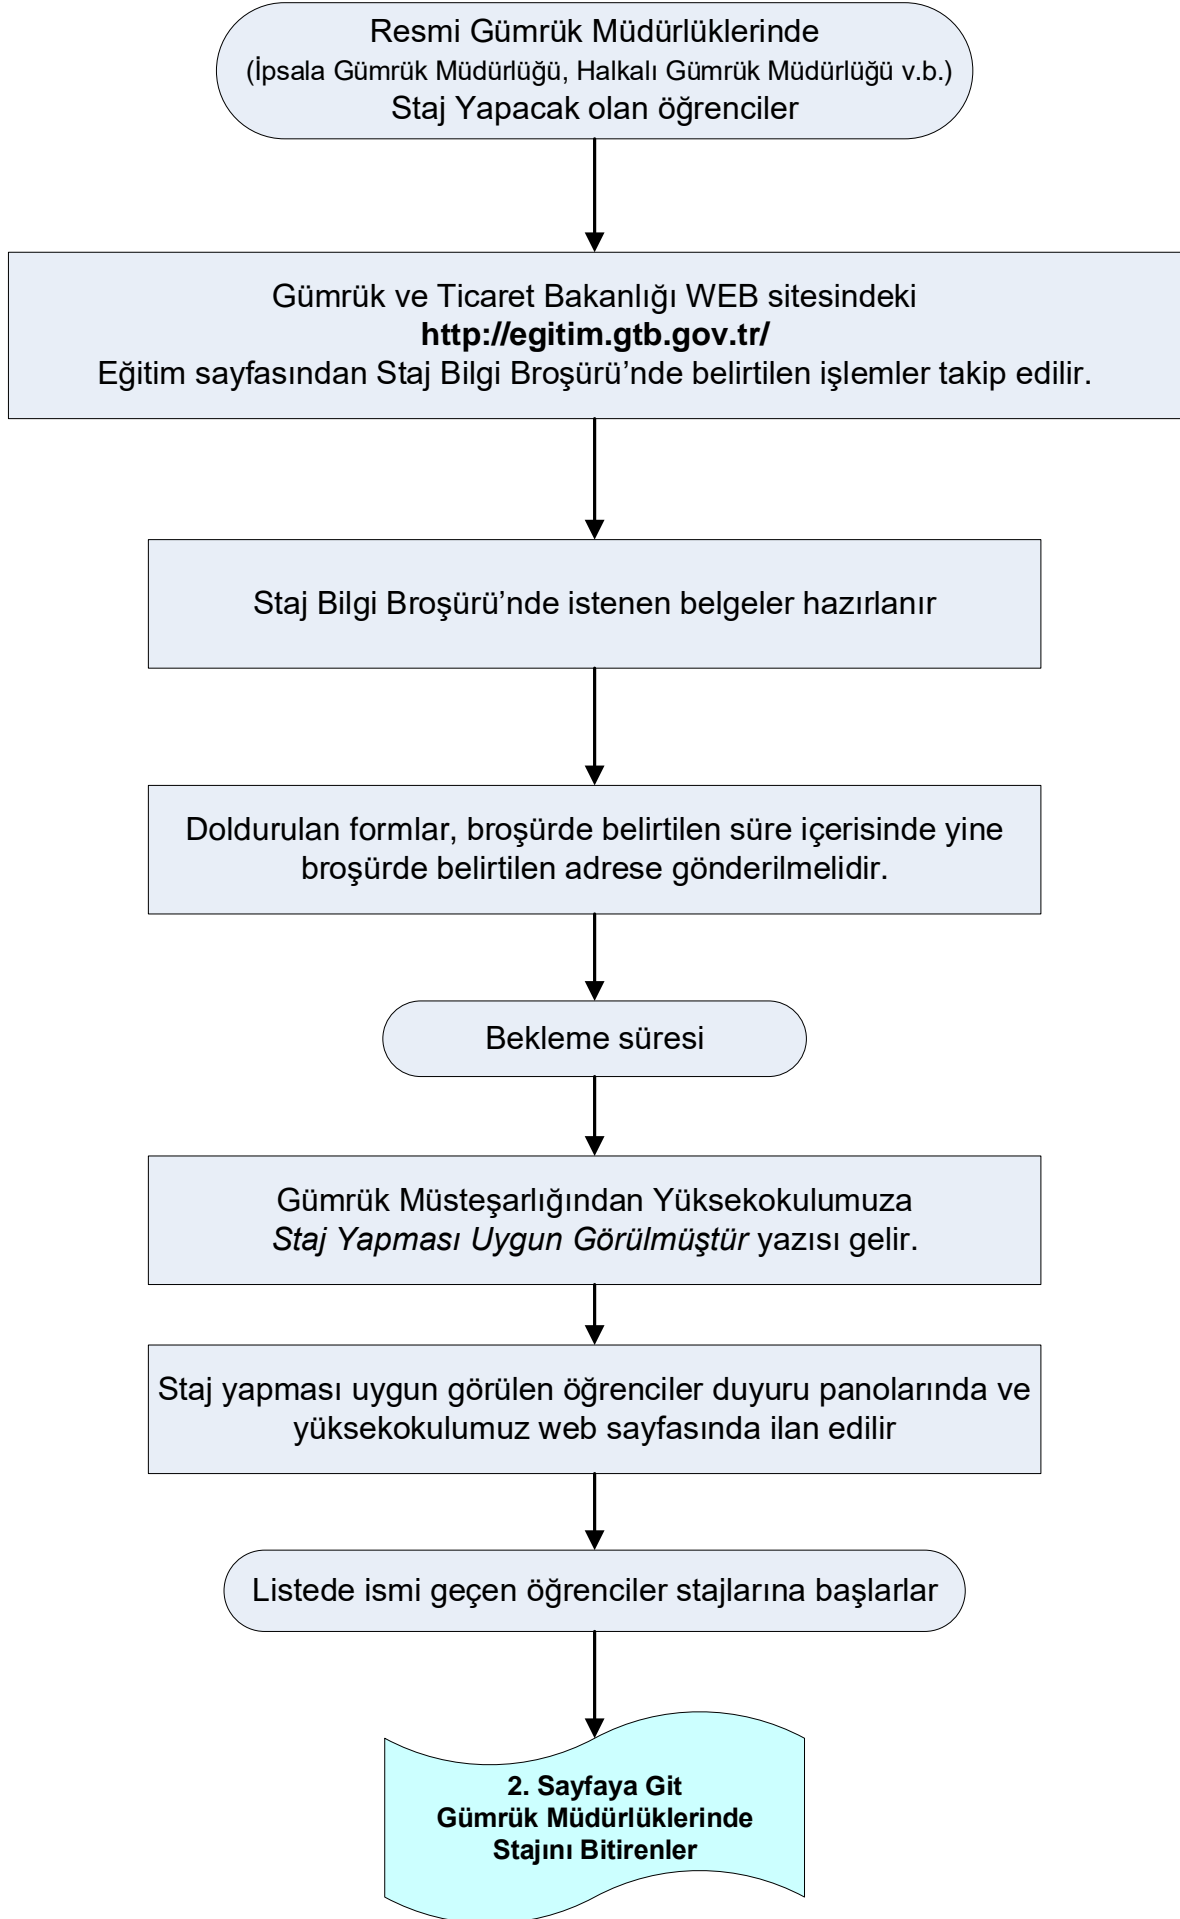 Resmi Gümrük Müdürlüklerinde
(İpsala Gümrük Müdürlüğü, Halkalı Gümrük Müdürlüğü v.b.)
Staj Yapacak olan öğrenciler
Gümrük ve Ticaret Bakanlığı WEB sitesindeki
http://egitim.gtb.gov.tr/
Eğitim sayfasından Staj Bilgi Broşürü’nde belirtilen işlemler takip edilir.
Staj Bilgi Broşürü’nde istenen belgeler hazırlanır
Doldurulan formlar, broşürde belirtilen süre içerisinde yine
broşürde belirtilen adrese gönderilmelidir.
Bekleme süresi
Gümrük Müsteşarlığından Yüksekokulumuza
Staj Yapması Uygun Görülmüştür yazısı gelir.
Staj yapması uygun görülen öğrenciler duyuru panolarında ve
yüksekokulumuz web sayfasında ilan edilir
Listede ismi geçen öğrenciler stajlarına başlarlar
2. Sayfaya Git
Gümrük Müdürlüklerinde
Stajını Bitirenler